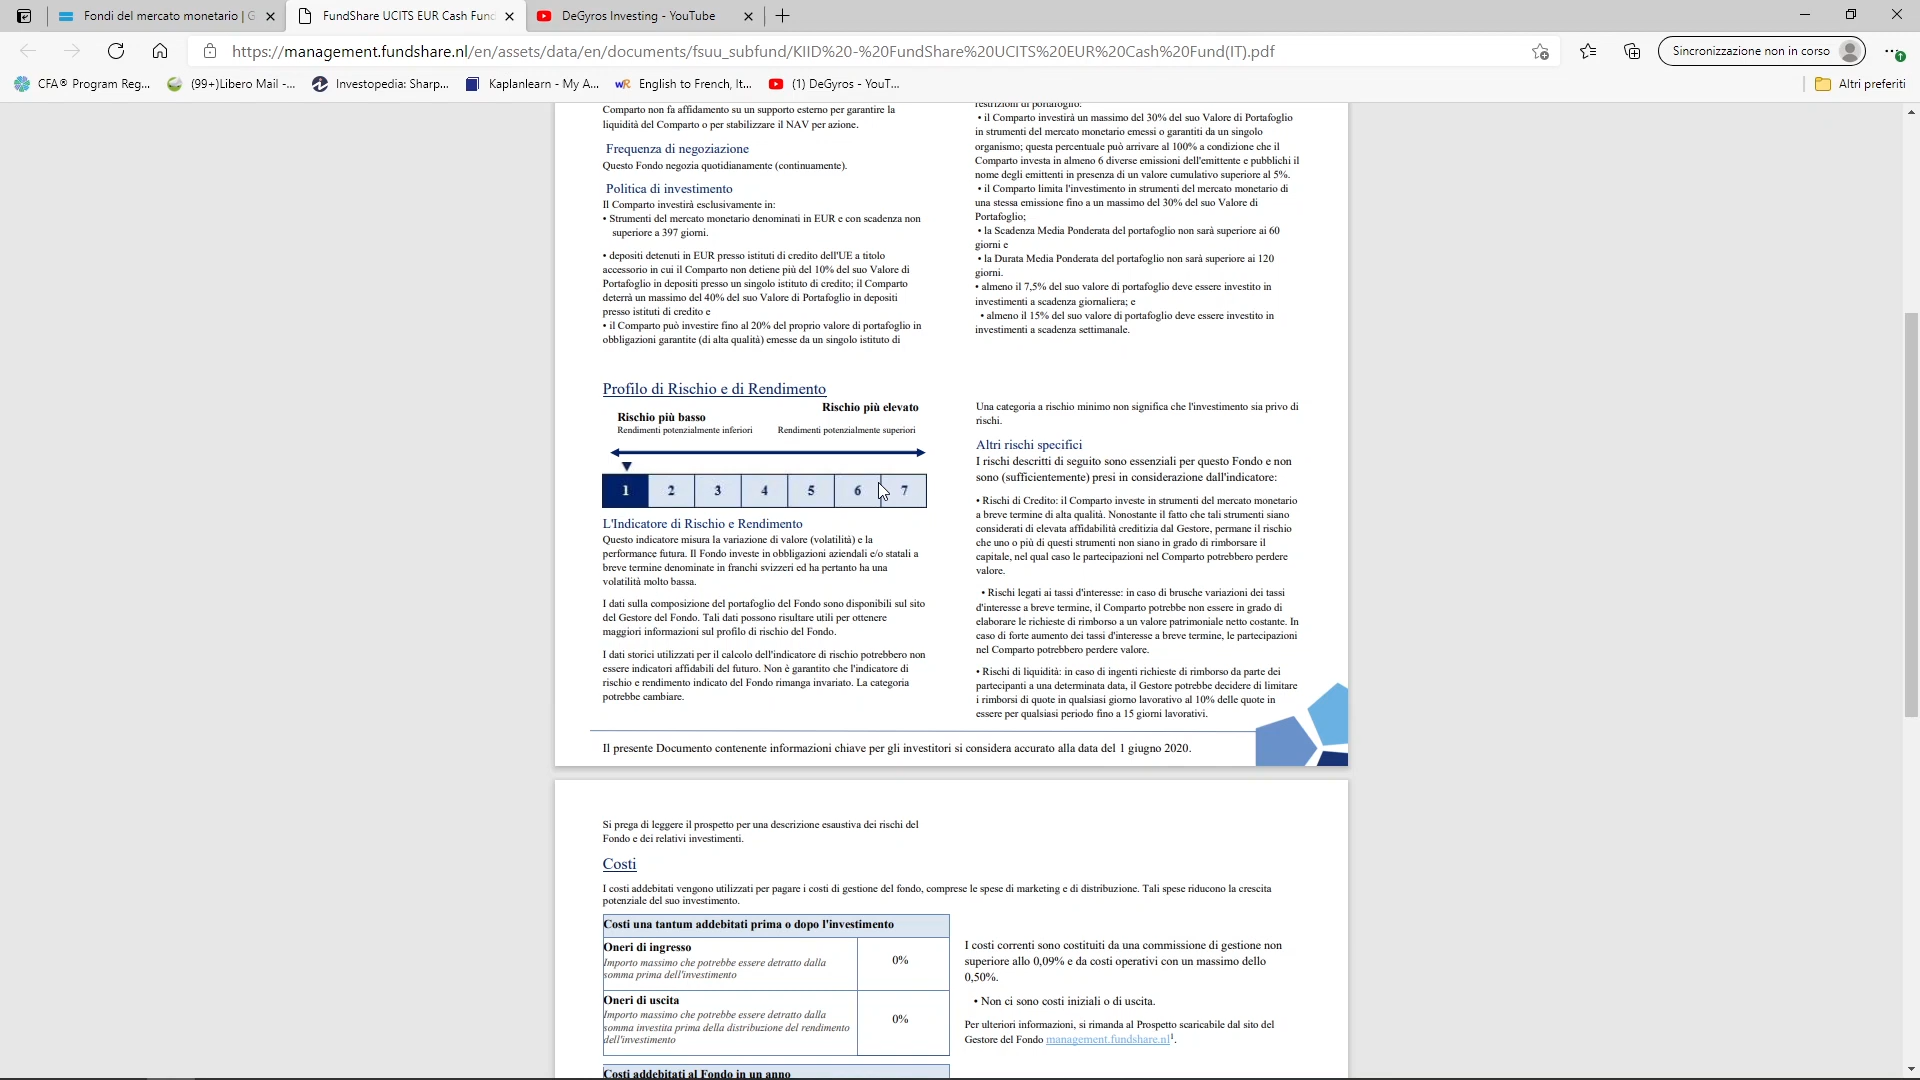 Fondi del mercato monetario | G
FundShare UCITS EUR Cash Fund
DeGyros Investing - YouTube
https://management.fundshare.nl/en/assets/data/en/documents/fsuu_subfund/KIID%20-%20FundShare%20UCITS%20EUR%20Cash%20Fund(IT).pdf
Sincronizzazione non in corso
CFA® Program Reg...
(99+)Libero Mail -...
Investopedia: Sharp...
Kaplanlearn - My A...
English to French, It...
(1) DeGyros - YouT...
Altri preferiti
Comparto non fa affidamento su un supporto esterno per garantire la
liquidità del Comparto o per stabilizzare il NAV per azione.
Frequenza di negoziazione
Questo Fondo negozia quotidianamente (continuamente).
Politica di investimento
Il Comparto investirà esclusivamente in:
• Strumenti del mercato monetario denominati in EUR e con scadenza non
superiore a 397 giorni.
• depositi detenuti in EUR presso istituti di credito dell'UE a titolo
accessorio in cui il Comparto non detiene più del 10% del suo Valore di
Portafoglio in depositi presso un singolo istituto di credito; il Comparto
deterrà un massimo del 40% del suo Valore di Portafoglio in depositi
presso istituti di credito e
• il Comparto può investire fino al 20% del proprio valore di portafoglio in
obbligazioni garantite (di alta qualità) emesse da un singolo istituto di
restrizioni di portafoglio:
• il Comparto investirà un massimo del 30% del suo Valore di Portafoglio
in strumenti del mercato monetario emessi o garantiti da un singolo
organismo; questa percentuale può arrivare al 100% a condizione che il
Comparto investa in almeno 6 diverse emissioni dell'emittente e pubblichi il
nome degli emittenti in presenza di un valore cumulativo superiore al 5%.
• il Comparto limita l'investimento in strumenti del mercato monetario di
una stessa emissione fino a un massimo del 30% del suo Valore di
Portafoglio;
• la Scadenza Media Ponderata del portafoglio non sarà superiore ai 60
giorni e
• la Durata Media Ponderata del portafoglio non sarà superiore ai 120
giorni.
• almeno il 7,5% del suo valore di portafoglio deve essere investito in
investimenti a scadenza giornaliera; e
• almeno il 15% del suo valore di portafoglio deve essere investito in
investimenti a scadenza settimanale.
Profilo di Rischio e di Rendimento
Rischio più basso
Rischio più elevato
Rendimenti potenzialmente inferiori
Rendimenti potenzialmente superiori
1 2 3 4 5 6 7
L'Indicatore di Rischio e Rendimento
Questo indicatore misura la variazione di valore (volatilità) e la
performance futura. Il Fondo investe in obbligazioni aziendali e/o statali a
breve termine denominate in franchi svizzeri ed ha pertanto ha una
volatilità molto bassa.
I dati sulla composizione del portafoglio del Fondo sono disponibili sul sito
del Gestore del Fondo. Tali dati possono risultare utili per ottenere
maggiori informazioni sul profilo di rischio del Fondo.
I dati storici utilizzati per il calcolo dell'indicatore di rischio potrebbero non
essere indicatori affidabili del futuro. Non è garantito che l'indicatore di
rischio e rendimento indicato del Fondo rimanga invariato. La categoria
potrebbe cambiare.
Una categoria a rischio minimo non significa che l'investimento sia privo di
rischi.
Altri rischi specifici
I rischi descritti di seguito sono essenziali per questo Fondo e non
sono (sufficientemente) presi in considerazione dall'indicatore:
• Rischi di Credito: il Comparto investe in strumenti del mercato monetario
a breve termine di alta qualità. Nonostante il fatto che tali strumenti siano
considerati di elevata affidabilità creditizia dal Gestore, permane il rischio
che uno o più di questi strumenti non siano in grado di rimborsare il
capitale, nel qual caso le partecipazioni nel Comparto potrebbero perdere
valore.
• Rischi legati ai tassi d'interesse: in caso di brusche variazioni dei tassi
d'interesse a breve termine, il Comparto potrebbe non essere in grado di
elaborare le richieste di rimborso a un valore patrimoniale netto costante. In
caso di forte aumento dei tassi d'interesse a breve termine, le partecipazioni
nel Comparto potrebbero perdere valore.
• Rischi di liquidità: in caso di ingenti richieste di rimborso da parte dei
partecipanti a una determinata data, il Gestore potrebbe decidere di limitare
i rimborsi di quote in qualsiasi giorno lavorativo al 10% delle quote in
essere per qualsiasi periodo fino a 15 giorni lavorativi.
Il presente Documento contenente informazioni chiave per gli investitori si considera accurato alla data del 1 giugno 2020.
Si prega di leggere il prospetto per una descrizione esaustiva dei rischi del
Fondo e dei relativi investimenti.
Costi
I costi addebitati vengono utilizzati per pagare i costi di gestione del fondo, comprese le spese di marketing e di distribuzione. Tali spese riducono la crescita
potenziale del suo investimento.
Costi una tantum addebitati prima o dopo l'investimento
Oneri di ingresso
Importo massimo che potrebbe essere detratto dalla
somma prima dell'investimento
0%
Oneri di uscita
Importo massimo che potrebbe essere detratto dalla
somma investita prima della distribuzione del rendimento
dell'investimento
0%
Costi addebitati al Fondo in un anno
I costi correnti sono costituiti da una commissione di gestione non
superiore allo 0,09% e da costi operativi con un massimo dello
0,50%.
• Non ci sono costi iniziali o di uscita.
Per ulteriori informazioni, si rimanda al Prospetto scaricabile dal sito del
Gestore del Fondo management.fundshare.nl¹.